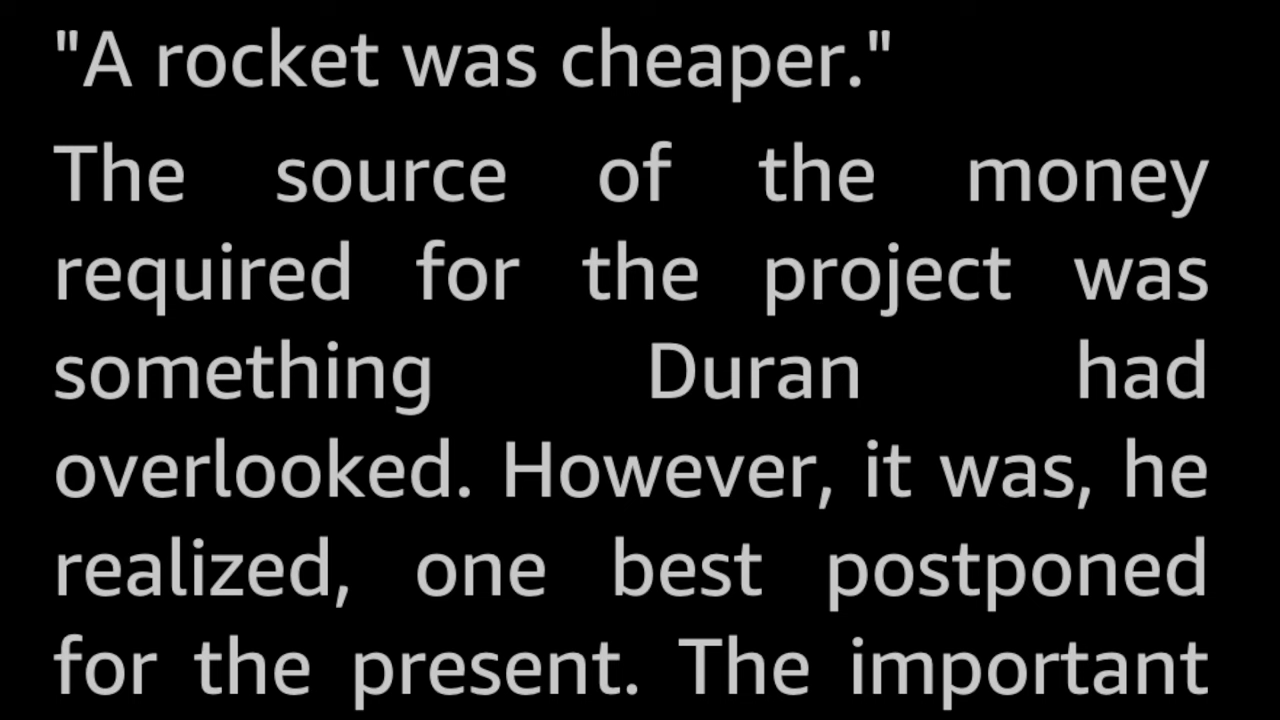 "A rocket was cheaper."
The source of the money
required for the project was
something Duran had
overlooked. However, it was, he
realized, one best postponed
for the present. The important